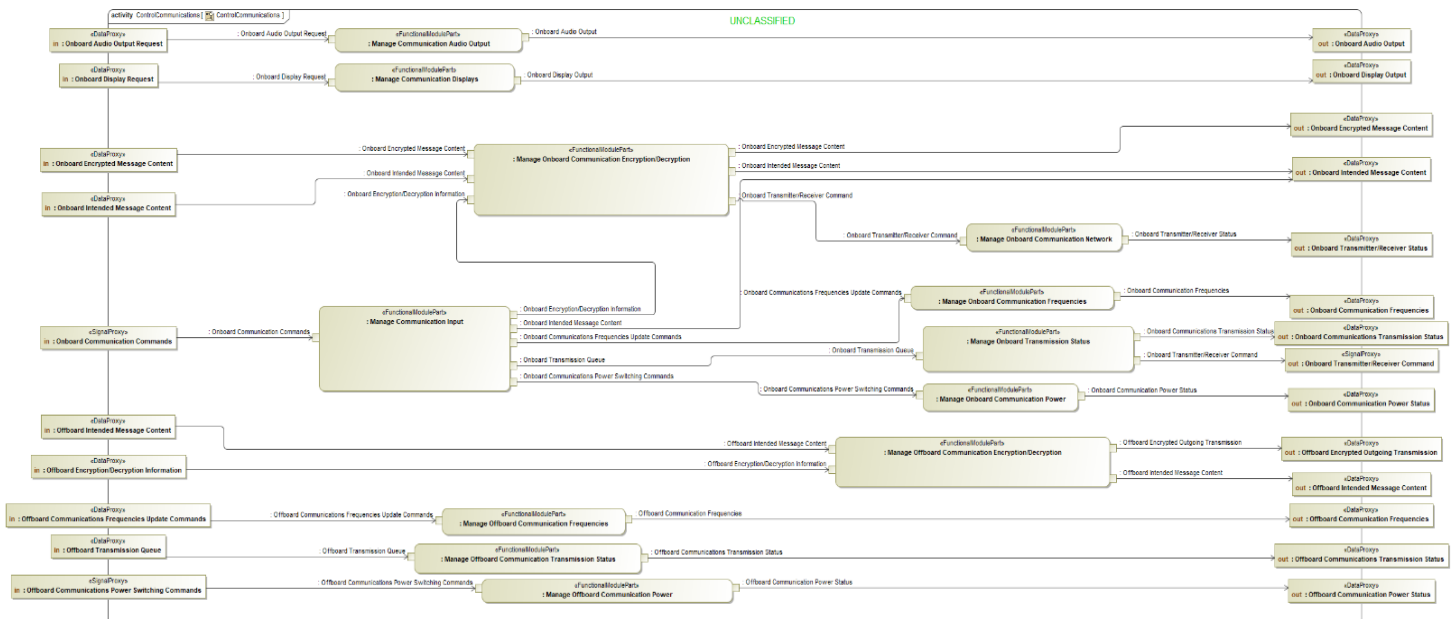 activity ControlCommunications [ ControlCommunications ]
UNCLASSIFIED
«DataProxy»
in : Onboard Audio Output Request
: Onboard Audio Output Request
«FunctionalModulePart»
: Manage Communication Audio Output
: Onboard Audio Output
«DataProxy»
out : Onboard Audio Output
«DataProxy»
in : Onboard Display Request
: Onboard Display Request
«FunctionalModulePart»
: Manage Communication Displays
: Onboard Display Output
«DataProxy»
out : Onboard Display Output
«DataProxy»
in : Onboard Encrypted Message Content
: Onboard Encrypted Message Content
«DataProxy»
in : Onboard Intended Message Content
: Onboard Intended Message Content
: Onboard Encryption/Decryption Information
«FunctionalModulePart»
: Manage Onboard Communication Encryption/Decryption
: Onboard Encrypted Message Content
«DataProxy»
out : Onboard Encrypted Message Content
: Onboard Intended Message Content
«DataProxy»
out : Onboard Intended Message Content
: Onboard Transmitter/Receiver Command
: Onboard Transmitter/Receiver Command
«FunctionalModulePart»
: Manage Onboard Communication Network
: Onboard Transmitter/Receiver Status
«DataProxy»
out : Onboard Transmitter/Receiver Status
«SignalProxy»
in : Onboard Communication Commands
: Onboard Communication Commands
«FunctionalModulePart»
: Manage Communication Input
: Onboard Encryption/Decryption Information
: Onboard Intended Message Content
: Onboard Communications Frequencies Update Commands
: Onboard Transmission Queue
: Onboard Communications Power Switching Commands
: Onboard Communications Frequencies Update Commands
«FunctionalModulePart»
: Manage Onboard Communication Frequencies
: Onboard Communication Frequencies
«DataProxy»
out : Onboard Communication Frequencies
: Onboard Transmission Queue
«FunctionalModulePart»
: Manage Onboard Transmission Status
: Onboard Communications Transmission Status
«DataProxy»
out : Onboard Communications Transmission Status
: Onboard Transmitter/Receiver Command
«SignalProxy»
out : Onboard Transmitter/Receiver Command
: Onboard Communications Power Switching Commands
«FunctionalModulePart»
: Manage Onboard Communication Power
: Onboard Communication Power Status
«DataProxy»
out : Onboard Communication Power Status
«DataProxy»
in : Offboard Intended Message Content
: Offboard Intended Message Content
«DataProxy»
in : Offboard Encryption/Decryption Information
: Offboard Encryption/Decryption Information
«FunctionalModulePart»
: Manage Offboard Communication Encryption/Decryption
: Offboard Encrypted Outgoing Transmission
«DataProxy»
out : Offboard Encrypted Outgoing Transmission
: Offboard Intended Message Content
«DataProxy»
out : Offboard Intended Message Content
«DataProxy»
in : Offboard Communications Frequencies Update Commands
: Offboard Communications Frequencies Update Commands
«FunctionalModulePart»
: Manage Offboard Communication Frequencies
: Offboard Communication Frequencies
«DataProxy»
out : Offboard Communication Frequencies
«DataProxy»
in : Offboard Transmission Queue
: Offboard Transmission Queue
«FunctionalModulePart»
: Manage Offboard Communication Transmission Status
: Offboard Communications Transmission Status
«DataProxy»
out : Offboard Communications Transmission Status
«SignalProxy»
in : Offboard Communications Power Switching Commands
: Offboard Communications Power Switching Commands
«FunctionalModulePart»
: Manage Offboard Communication Power
: Offboard Communication Power Status
«DataProxy»
out : Offboard Communication Power Status